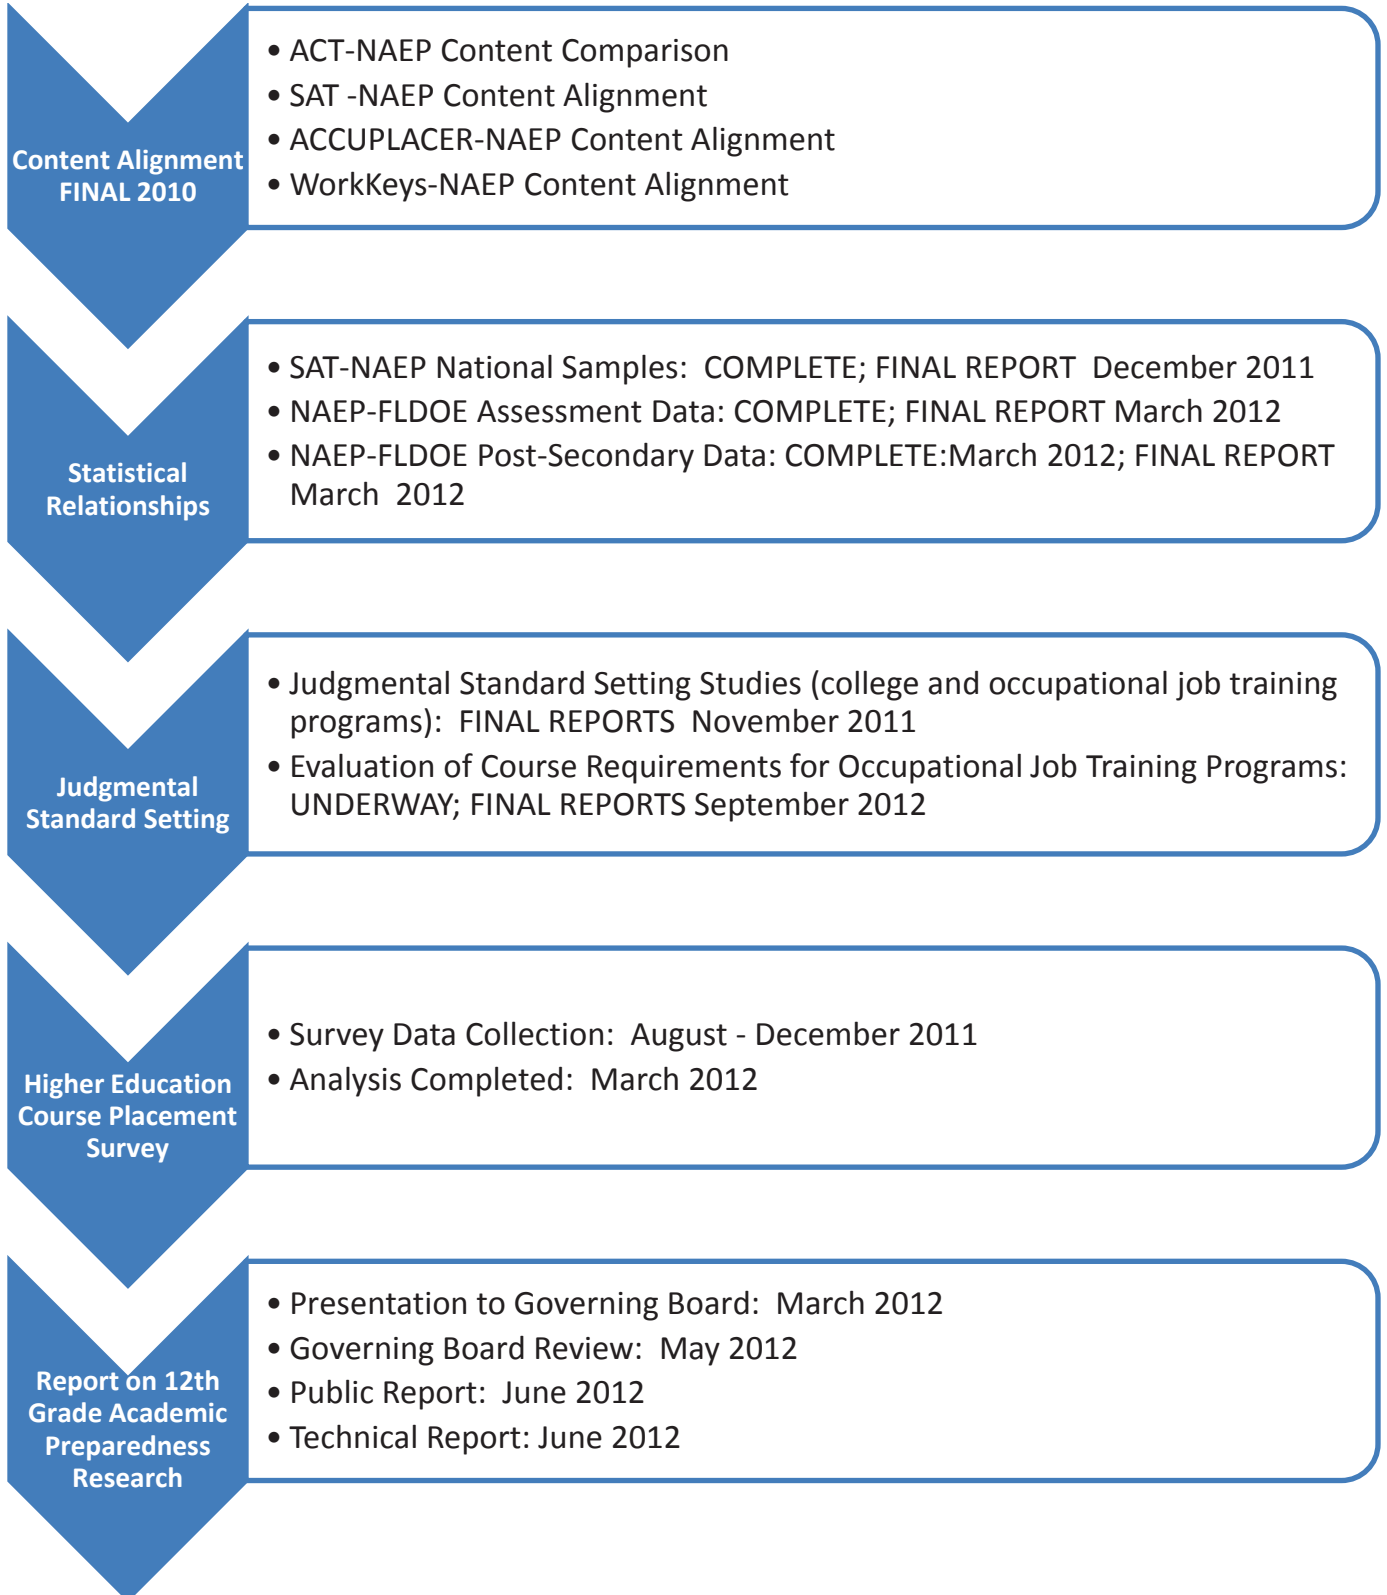 Content Alignment
FINAL 2010
• ACT-NAEP Content Comparison
• SAT -NAEP Content Alignment
• ACCUPLACER-NAEP Content Alignment
• WorkKeys-NAEP Content Alignment
Statistical
Relationships
• SAT-NAEP National Samples:  COMPLETE; FINAL REPORT  December 2011
• NAEP-FLDOE Assessment Data: COMPLETE; FINAL REPORT March 2012
• NAEP-FLDOE Post-Secondary Data: COMPLETE:March 2012; FINAL REPORT
March  2012
Judgmental
Standard Setting
• Judgmental Standard Setting Studies (college and occupational job training
programs):  FINAL REPORTS  November 2011
• Evaluation of Course Requirements for Occupational Job Training Programs:
UNDERWAY; FINAL REPORTS September 2012
Higher Education
Course Placement
Survey
• Survey Data Collection:  August - December 2011
• Analysis Completed:  March 2012
Report on 12th
Grade Academic
Preparedness
Research
• Presentation to Governing Board:  March 2012
• Governing Board Review:  May 2012
• Public Report:  June 2012
• Technical Report: June 2012